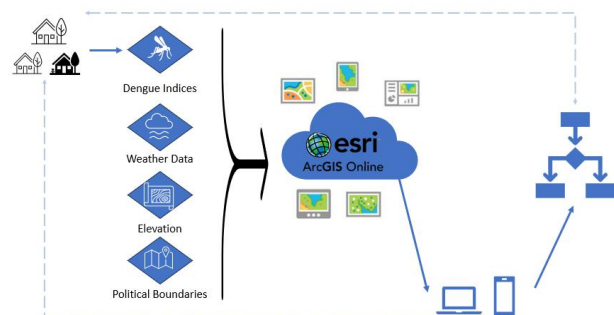 Dengue Indices
Weather Data
Elevation
Political Boundaries
esri
ArcGIS Online